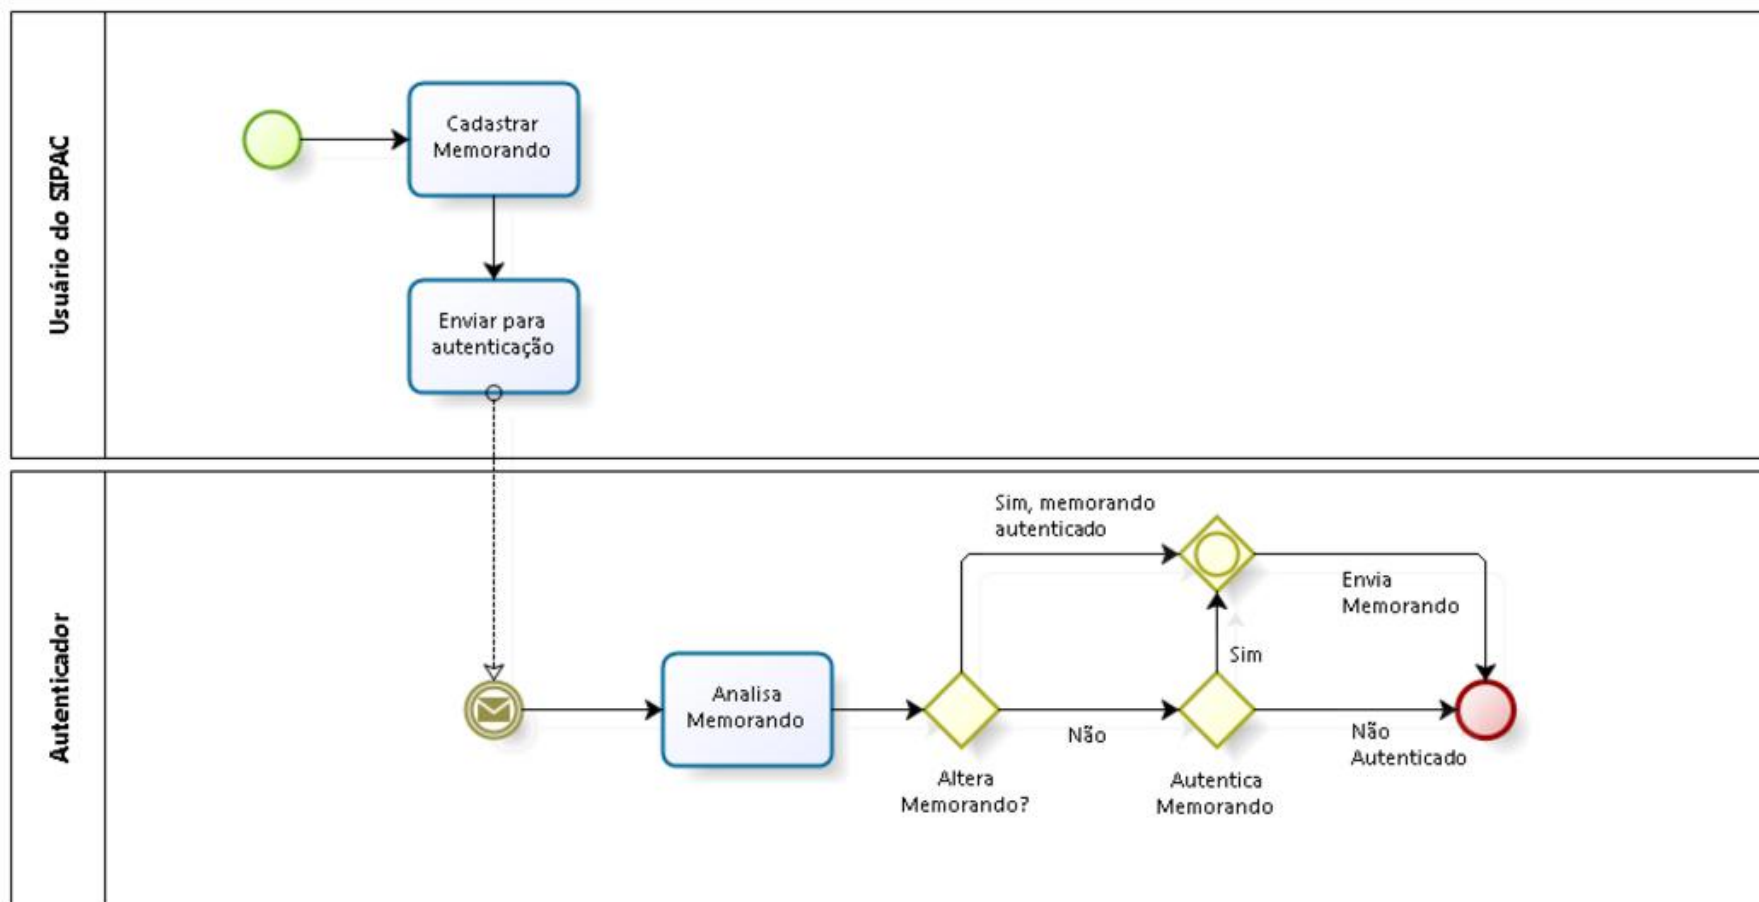 Usuário do SIPAC
Cadastrar
Memorando
Enviar para
autenticação
Autenticador
Sim, memorando
autenticado
Envia
Memorando
Sim
Analisa
Memorando
Não
Não
Autenticado
Altera
Memorando?
Autentica
Memorando